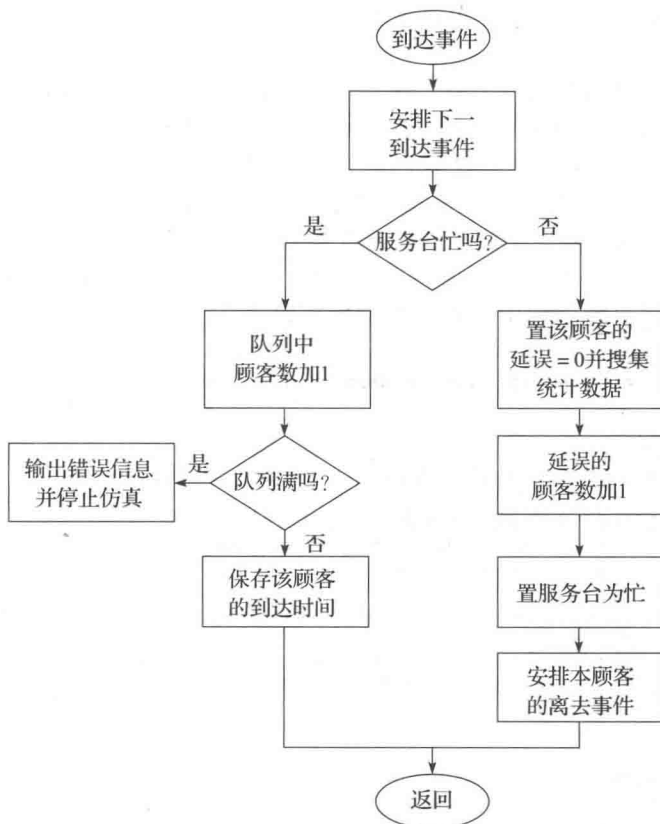 到达事件
安排下一
到达事件
是
服务台忙吗?
否
队列中
顾客数加1
置该顾客的
延误=0并搜集
统计数据
输出错误信息
并停止仿真
是
队列满吗?
延误的
顾客数加1
否
保存该顾客
的到达时间
置服务台为忙
安排本顾客
的离去事件
返回